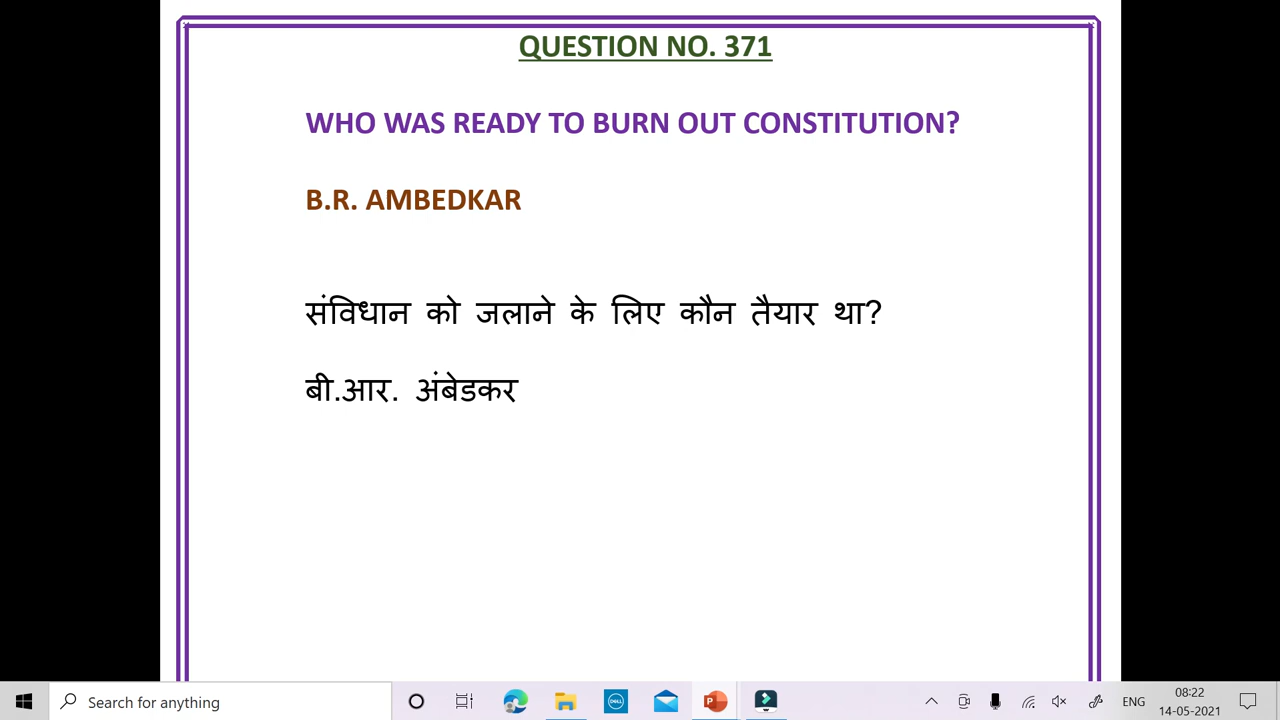 QUESTION NO. 371
WHO WAS READY TO BURN OUT CONSTITUTION?
B.R. AMBEDKAR
संविधान को जलाने के लिए कौन तैयार था?
बी.आर. अंबेडकर
Search for anything
DELL
P
ENG
08:22
14-05-2021